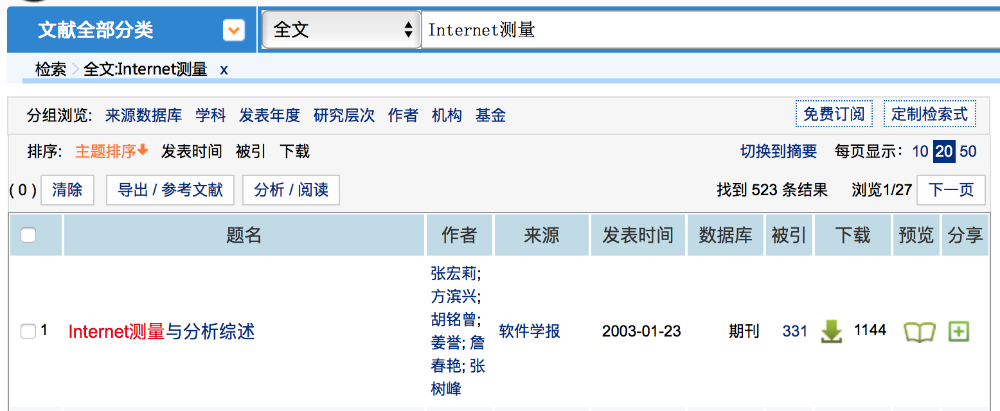 文献全部分类 全文 Internet测量
检索 全文:Internet测量 x
分组浏览: 来源数据库 学科 发表年度 研究层次 作者 机构 基金 免费订阅 定制检索式
排序: 主题排序 发表时间 被引 下载 切换到摘要 每页显示: 10 20 50
( 0 ) 清除 导出 / 参考文献 分析 / 阅读 找到 523 条结果 浏览1/27 下一页
题名 作者 来源 发表时间 数据库 被引 下载 预览 分享
1 Internet测量与分析综述
张宏莉;
方滨兴;
胡铭曾;
姜誉; 詹
春艳; 张
树峰
软件学报 2003-01-23 期刊 331 1144